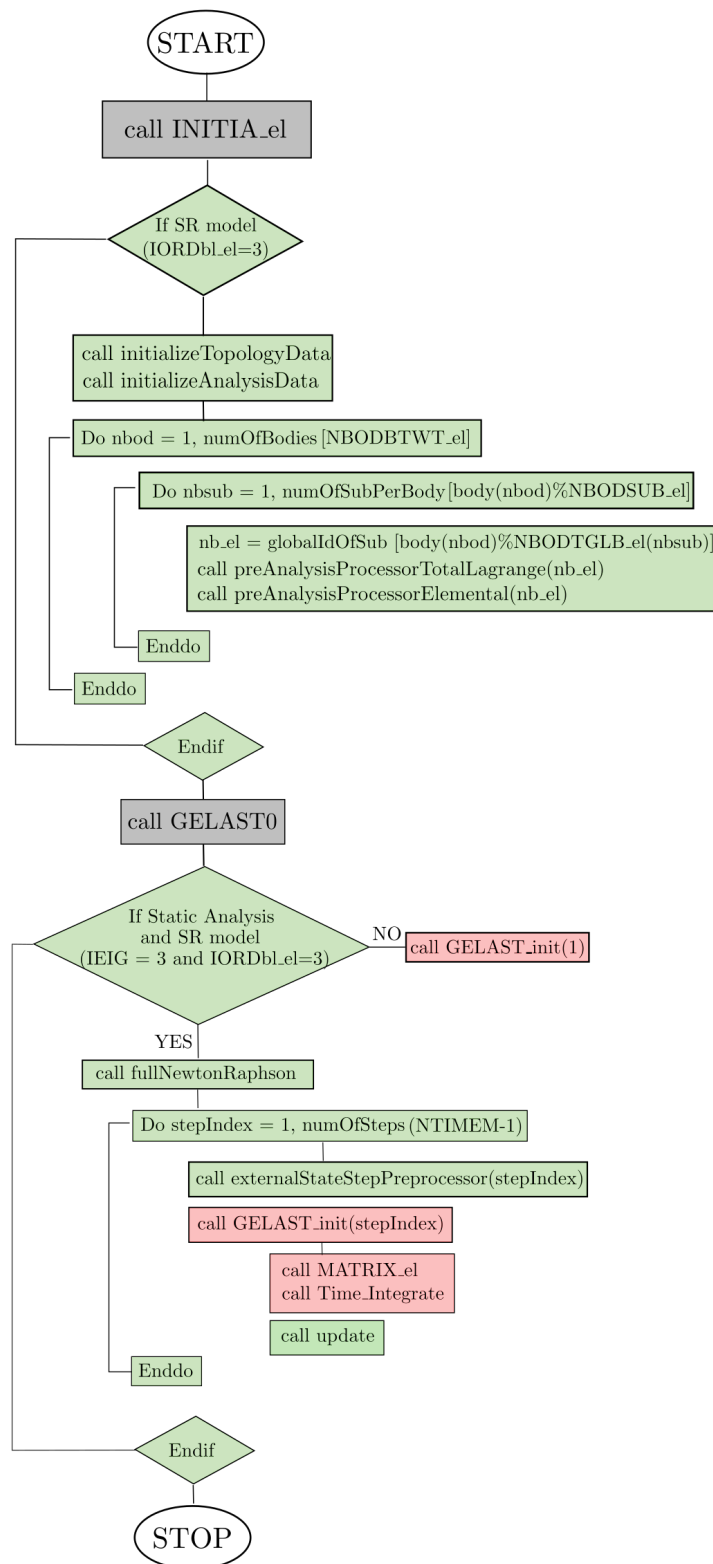 START
call INITIA_el
If SR model
(IORDbl_el=3)
call initializeTopologyData
call initializeAnalysisData
Do nbod = 1, numOfBodies [NBODBTWT_el]
Do nbsub = 1, numOfSubPerBody [body(nbod)%NBODSUB_el]
nb_el = globalIdOfSub [body(nbod)%NBODTGLB_el(nbsub)]
call preAnalysisProcessorTotalLagrange(nb_el)
call preAnalysisProcessorElemental(nb_el)
Enddo
Enddo
Endif
call GELAST0
If Static Analysis
and SR model
(IEIG = 3 and IORDbl_el=3)
NO
call GELAST_init(1)
YES
call fullNewtonRaphson
Do stepIndex = 1, numOfSteps (NTIMEM-1)
call externalStateStepPreprocessor(stepIndex)
call GELAST_init(stepIndex)
call MATRIX_el
call Time_Integrate
call update
Enddo
Endif
STOP